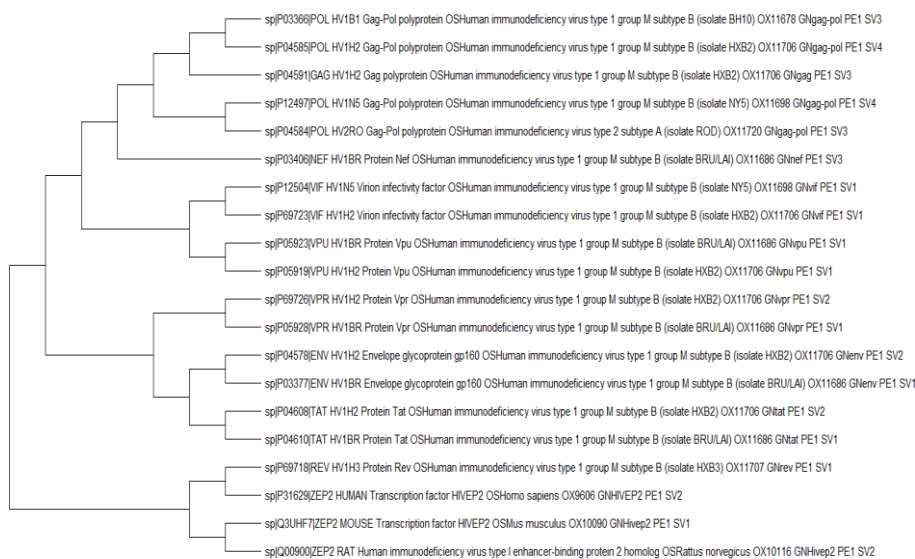 sp|P03366|POL HV1B1 Gag-Pol polyprotein OSHuman immunodeficiency virus type 1 group M subtype B (isolate BH10) OX11678 GNgag-pol PE1 SV3
sp|P04585|POL HV1H2 Gag-Pol polyprotein OSHuman immunodeficiency virus type 1 group M subtype B (isolate HXB2) OX11706 GNgag-pol PE1 SV4
sp|P04591|GAG HV1H2 Gag polyprotein OSHuman immunodeficiency virus type 1 group M subtype B (isolate HXB2) OX11706 GNgag PE1 SV3
sp|P12497|POL HV1N5 Gag-Pol polyprotein OSHuman immunodeficiency virus type 1 group M subtype B (isolate NY5) OX11698 GNgag-pol PE1 SV4
sp|P04584|POL HV2RO Gag-Pol polyprotein OSHuman immunodeficiency virus type 2 subtype A (isolate ROD) OX11720 GNgag-pol PE1 SV3
sp|P03406|NEF HV1BR Protein Nef OSHuman immunodeficiency virus type 1 group M subtype B (isolate BRU/LAI) OX11686 GNnef PE1 SV3
sp|P12504|VIF HV1N5 Virion infectivity factor OSHuman immunodeficiency virus type 1 group M subtype B (isolate NY5) OX11698 GNvif PE1 SV1
sp|P69723|VIF HV1H2 Virion infectivity factor OSHuman immunodeficiency virus type 1 group M subtype B (isolate HXB2) OX11706 GNvif PE1 SV1
sp|P05923|VPU HV1BR Protein Vpu OSHuman immunodeficiency virus type 1 group M subtype B (isolate BRU/LAI) OX11686 GNvpu PE1 SV1
sp|P05919|VPU HV1H2 Protein Vpu OSHuman immunodeficiency virus type 1 group M subtype B (isolate HXB2) OX11706 GNvpu PE1 SV1
sp|P69726|VPR HV1H2 Protein Vpr OSHuman immunodeficiency virus type 1 group M subtype B (isolate HXB2) OX11706 GNvpr PE1 SV2
sp|P05928|VPR HV1BR Protein Vpr OSHuman immunodeficiency virus type 1 group M subtype B (isolate BRU/LAI) OX11686 GNvpr PE1 SV1
sp|P04578|ENV HV1H2 Envelope glycoprotein gp160 OSHuman immunodeficiency virus type 1 group M subtype B (isolate HXB2) OX11706 GNenv PE1 SV2
sp|P03377|ENV HV1BR Envelope glycoprotein gp160 OSHuman immunodeficiency virus type 1 group M subtype B (isolate BRU/LAI) OX11686 GNenv PE1 SV1
sp|P04608|TAT HV1H2 Protein Tat OSHuman immunodeficiency virus type 1 group M subtype B (isolate HXB2) OX11706 GNtat PE1 SV2
sp|P04610|TAT HV1BR Protein Tat OSHuman immunodeficiency virus type 1 group M subtype B (isolate BRU/LAI) OX11686 GNtat PE1 SV1
sp|P69718|REV HV1H3 Protein Rev OSHuman immunodeficiency virus type 1 group M subtype B (isolate HXB3) OX11707 GNrev PE1 SV1
sp|P31629|ZEP2 HUMAN Transcription factor HIVEP2 OSHomo sapiens OX9606 GNHIVEP2 PE1 SV2
sp|Q3UHF7|ZEP2 MOUSE Transcription factor HIVEP2 OSMus musculus OX10090 GNHivep2 PE1 SV1
sp|Q00900|ZEP2 RAT Human immunodeficiency virus type I enhancer-binding protein 2 homolog OSRattus norvegicus OX10116 GNHivep2 PE1 SV2